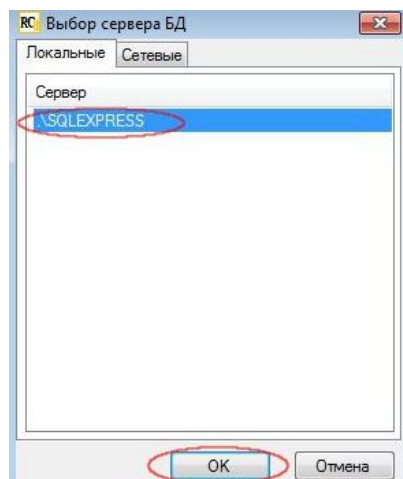 RC Выбор сервера БД
Локальные Сетевые
Сервер
.\SQLEXPRESS
OK Отмена